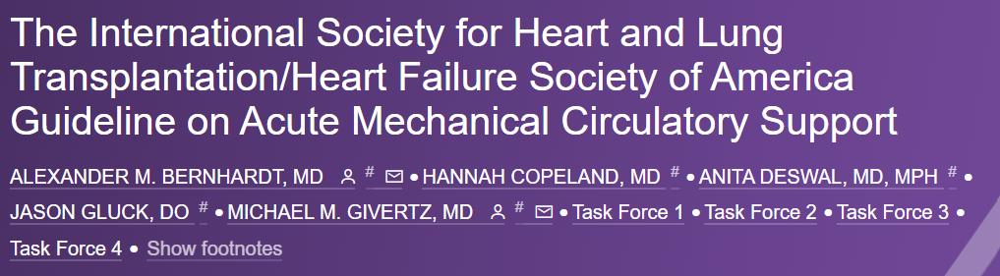 The International Society for Heart and Lung
Transplantation/Heart Failure Society of America
Guideline on Acute Mechanical Circulatory Support
ALEXANDER M. BERNHARDT, MD # • HANNAH COPELAND, MD # • ANITA DESWAL, MD, MPH # •
JASON GLUCK, DO # • MICHAEL M. GIVERTZ, MD # • Task Force 1 • Task Force 2 • Task Force 3 •
Task Force 4 • Show footnotes